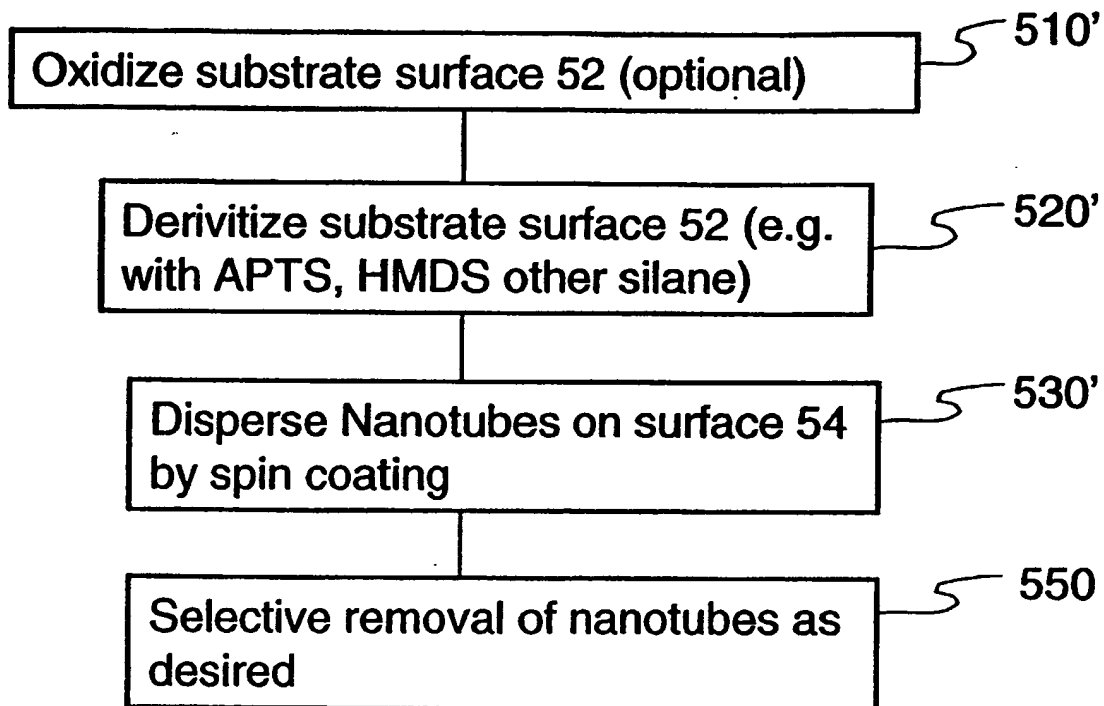 510’
Oxidize substrate surface 52 (optional)
520’
Derivitize substrate surface 52 (e.g.
with APTS, HMDS other silane)
530’
Disperse Nanotubes on surface 54
by spin coating
550
Selective removal of nanotubes as
desired